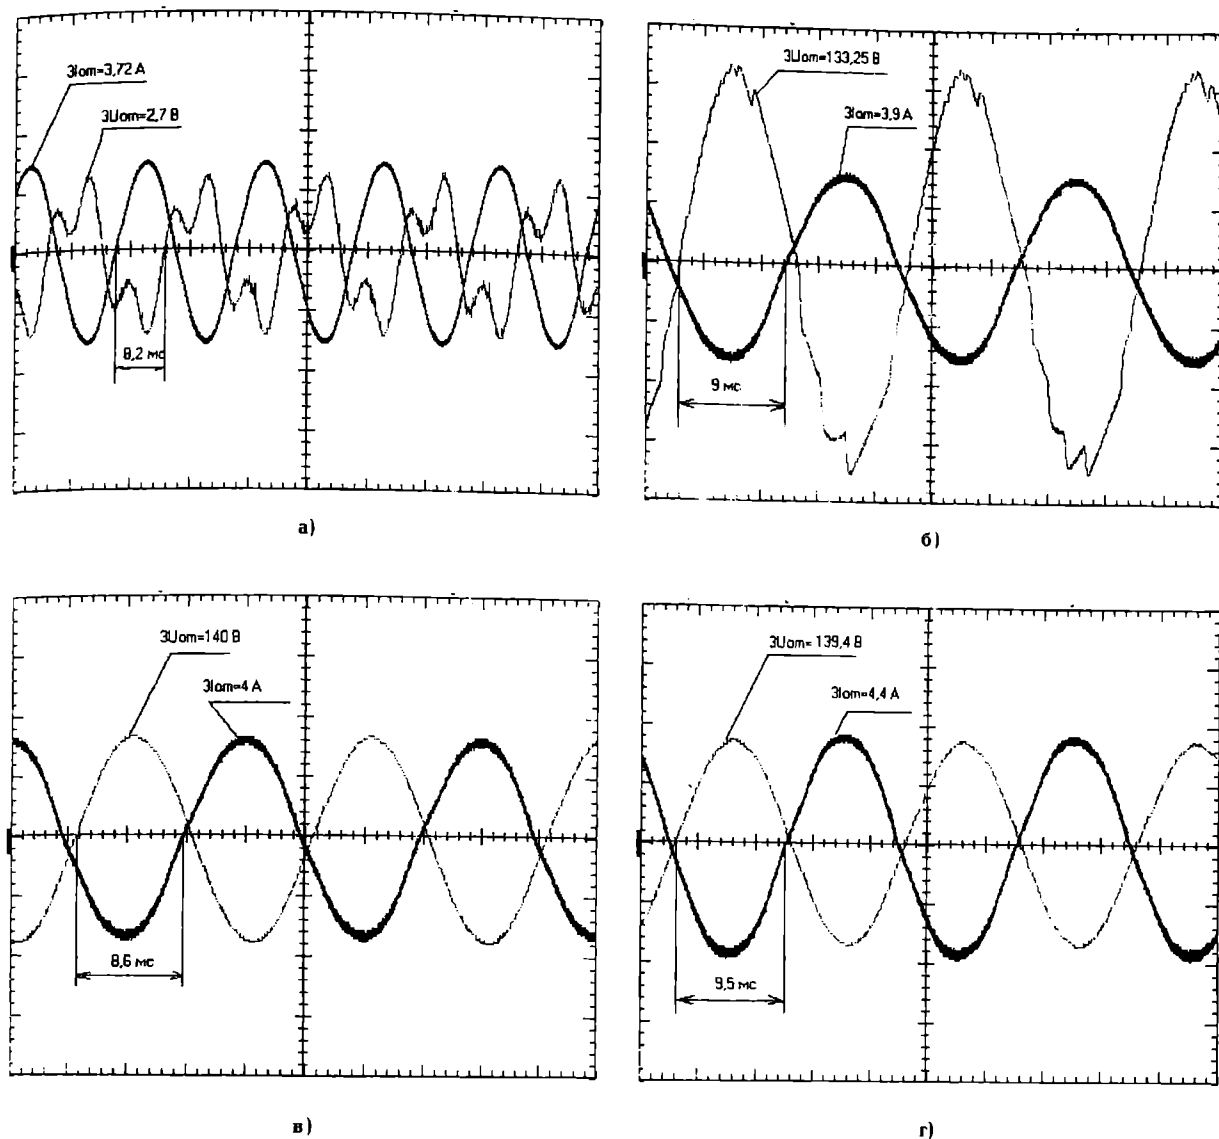 3Iom=3,72 А
3Uom=2,7 В
8,2 мс
а)
3Uom=133,25 В
3Iom=3,9 А
9 мс
б)
3Uom=140 В
3Iom=4 А
8,6 мс
в)
3Uom=139,4 В
3Iom=4,4 А
9,5 мс
г)